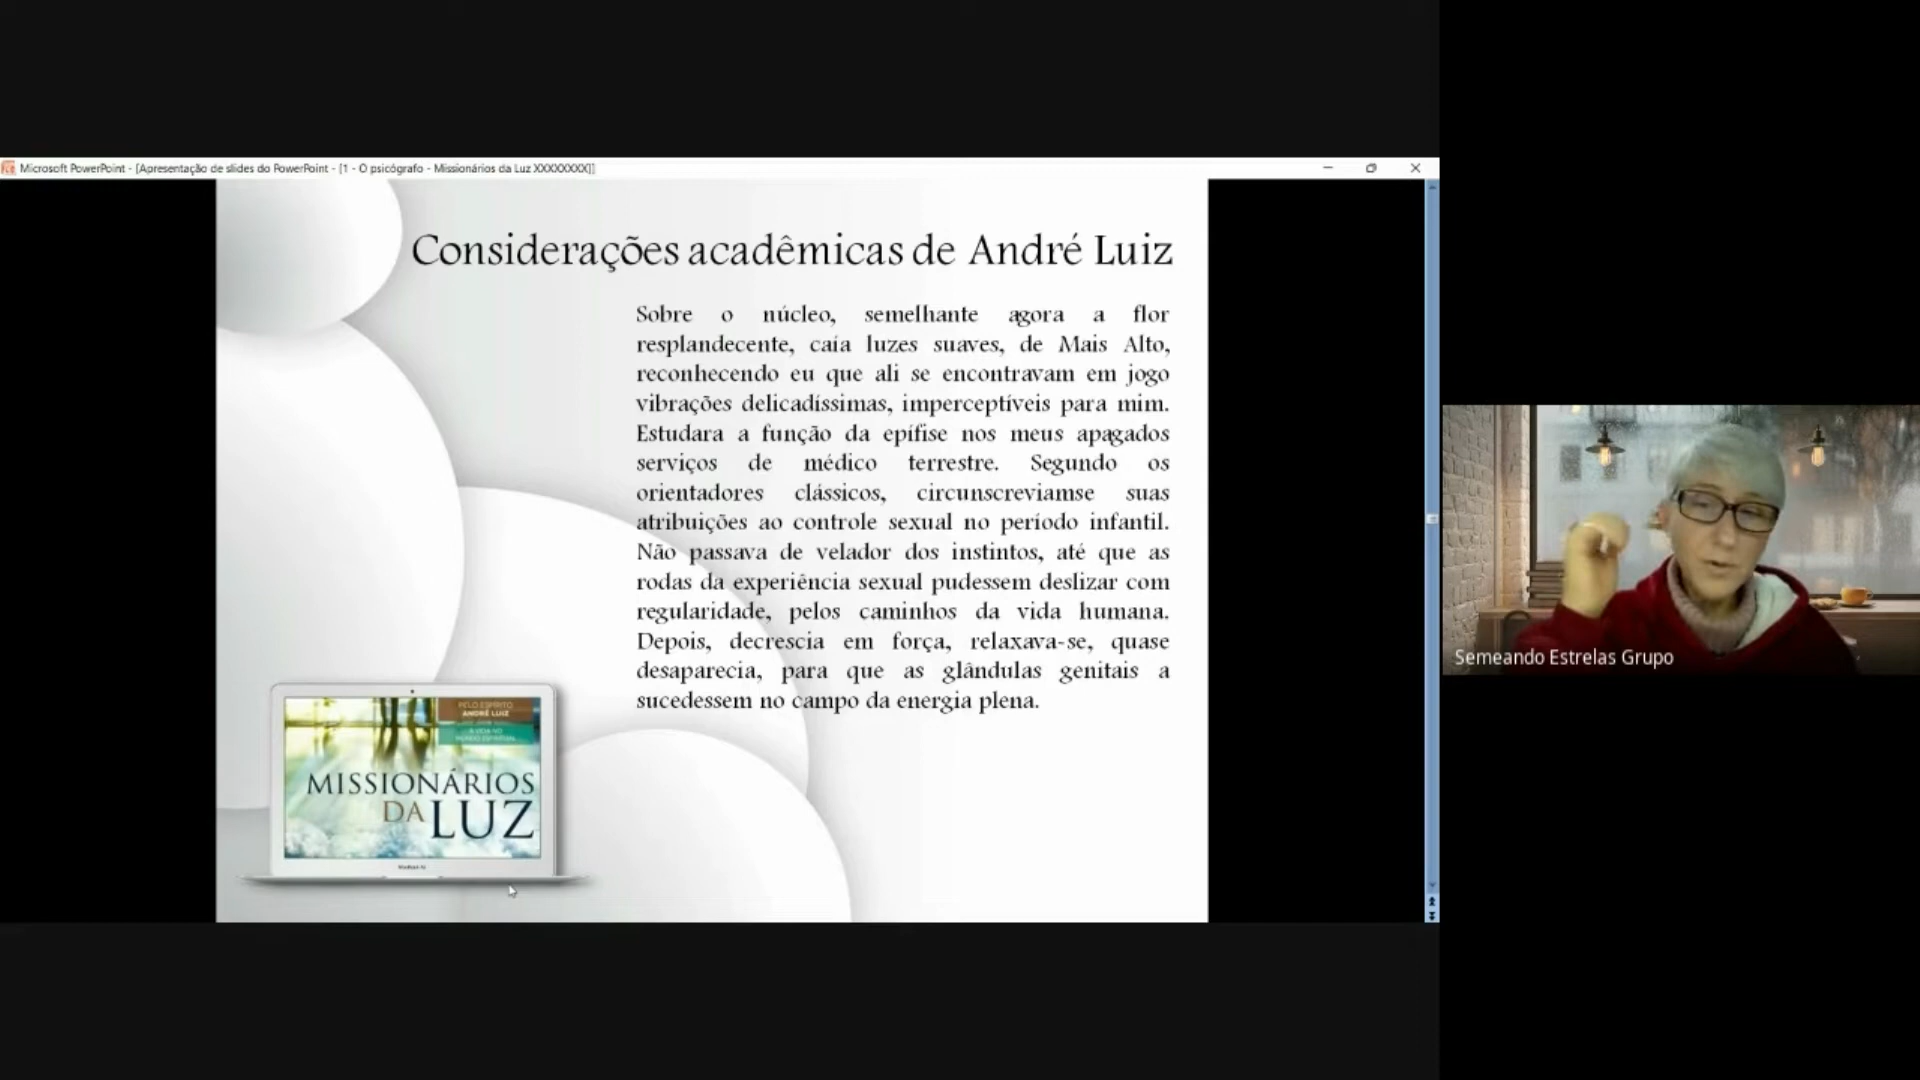 Microsoft PowerPoint - [Apresentação de slides do PowerPoint - [1 - O psicógrafo - Missionários da Luz XXXXXXXX]]
Considerações acadêmicas de André Luiz
Sobre o núcleo, semelhante agora a flor
resplandecente, caía luzes suaves, de Mais Alto,
reconhecendo eu que ali se encontravam em jogo
vibrações delicadíssimas, imperceptíveis para mim.
Estudara a função da epífise nos meus apagados
serviços de médico terrestre. Segundo os
orientadores clássicos, circunscreviamse suas
atribuições ao controle sexual no período infantil.
Não passava de velador dos instintos, até que as
rodas da experiência sexual pudessem deslizar com
regularidade, pelos caminhos da vida humana.
Depois, decrescia em força, relaxava-se, quase
desaparecia, para que as glândulas genitais a
sucedessem no campo da energia plena.
PELO ESPÍRITO
ANDRÉ LUIZ
A VIDA NO
MUNDO ESPIRITUAL
MISSIONÁRIOS
DA LUZ
Semeando Estrelas Grupo